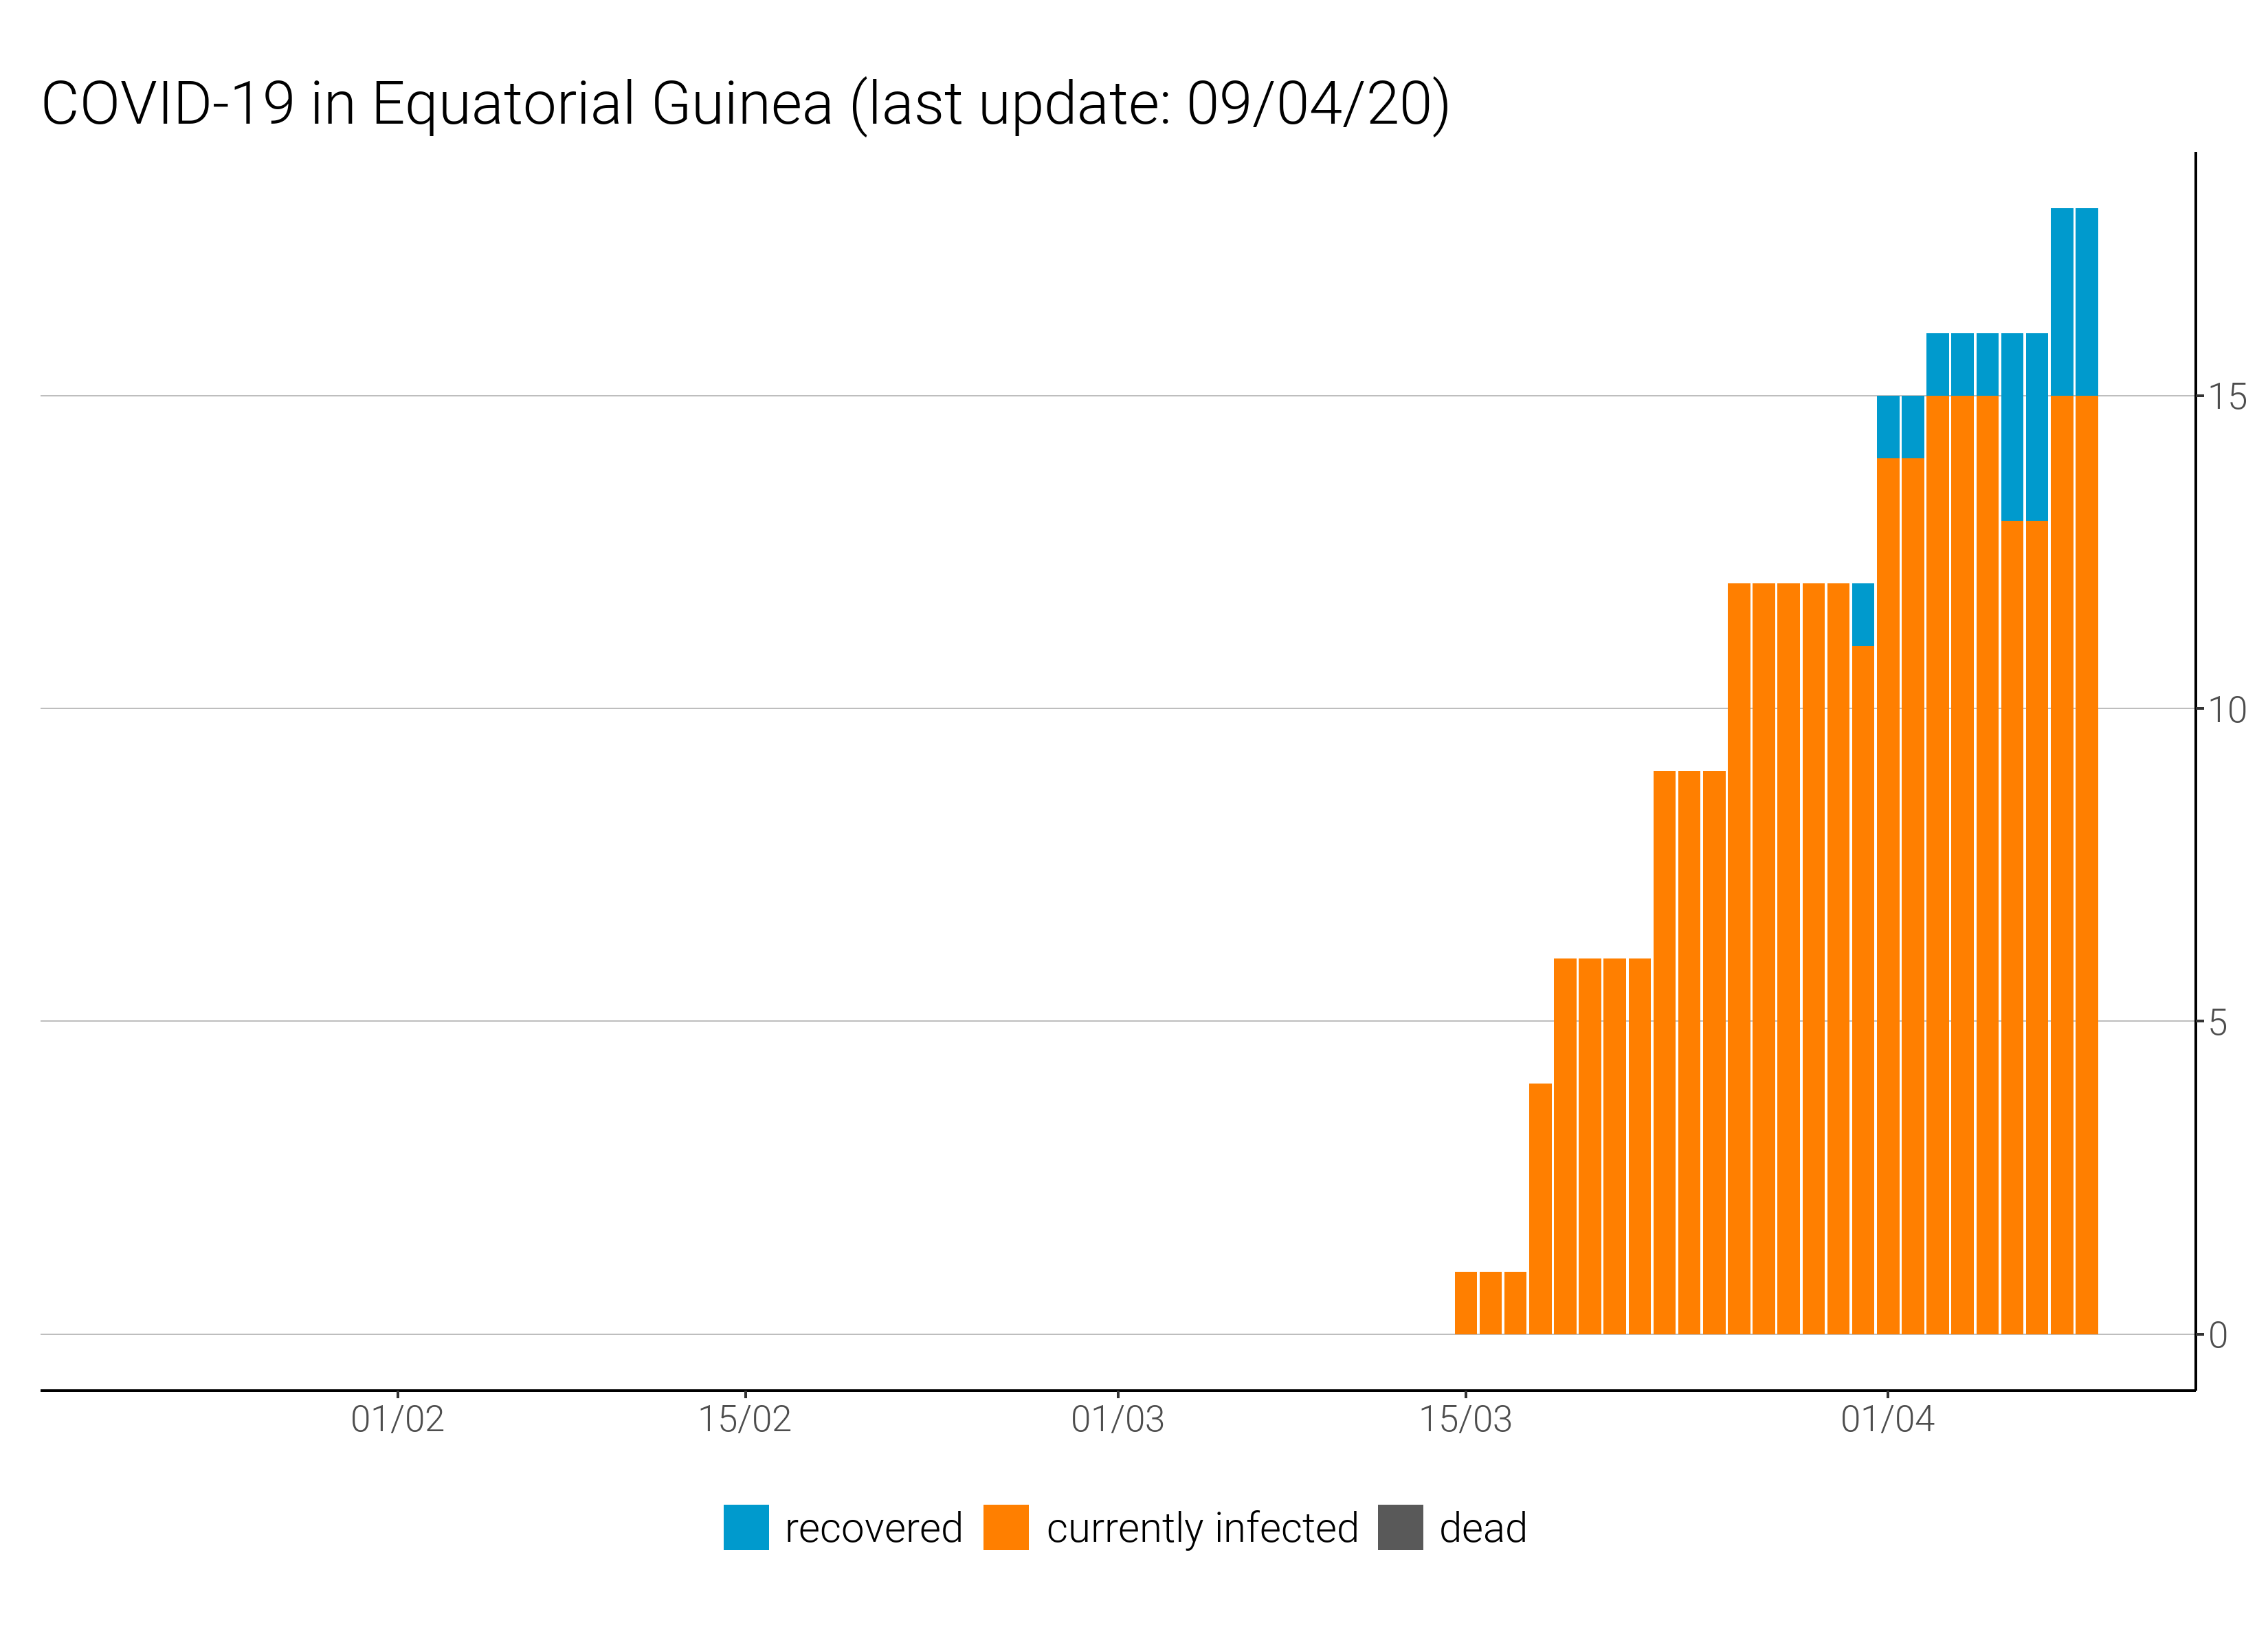 COVID-19 in Equatorial Guinea (last update: 09/04/20)
15
10
5
0
01/02 15/02 01/03 15/03 01/04
recovered currently infected dead